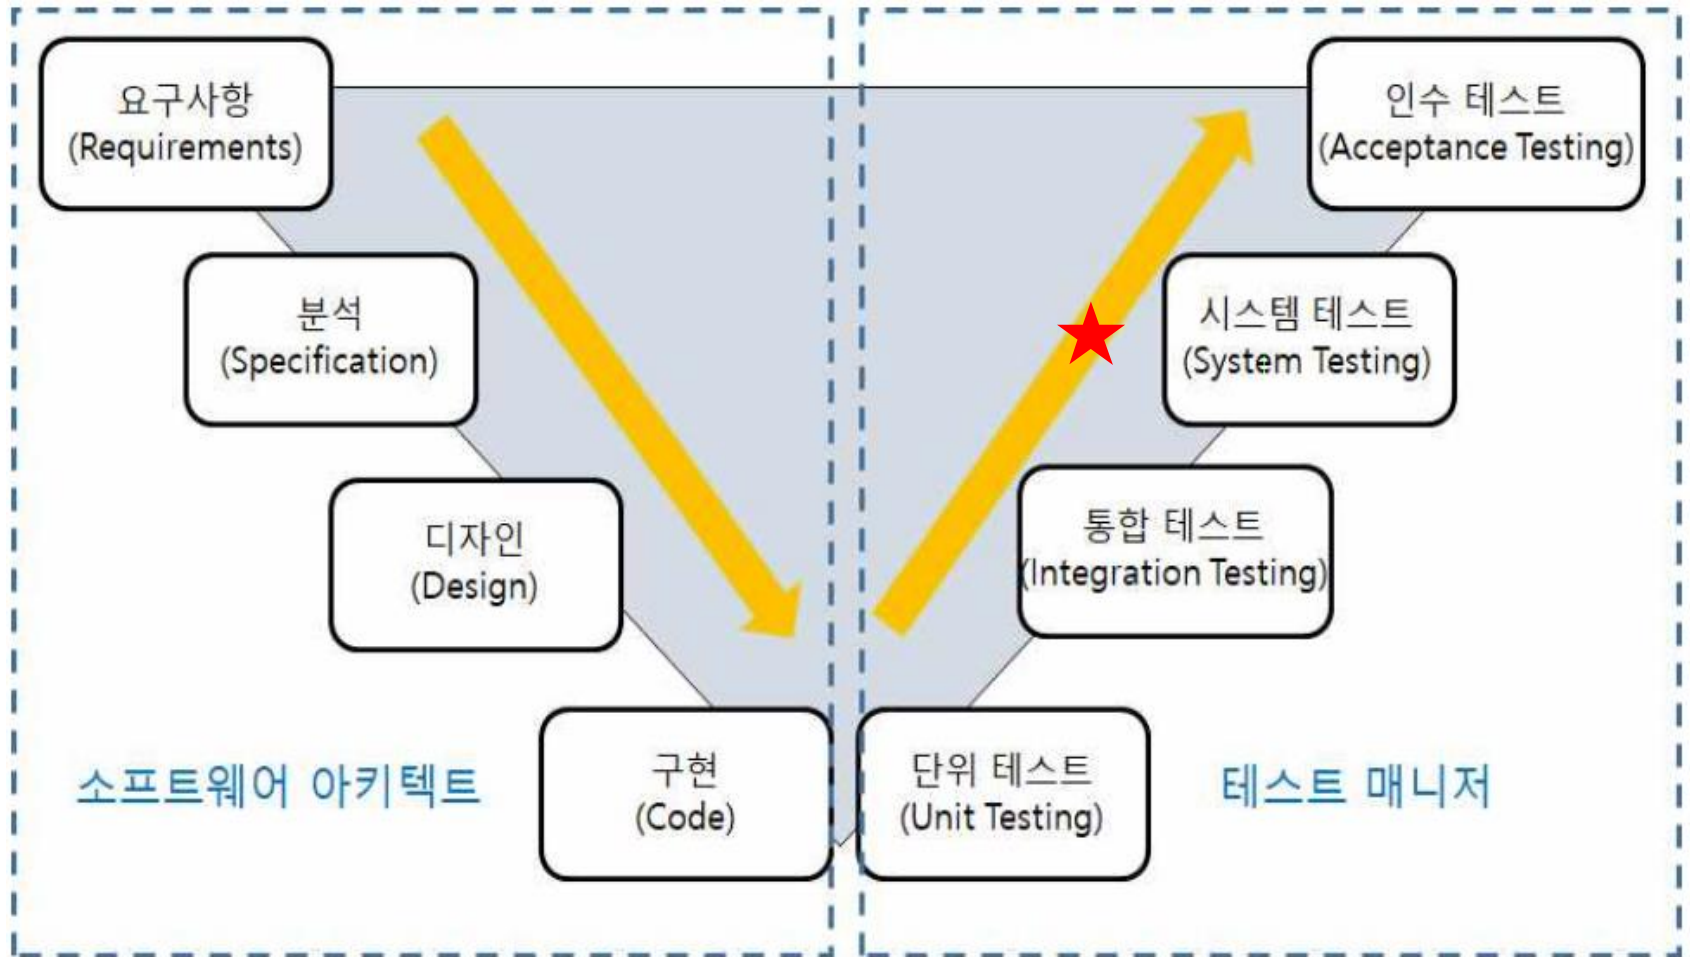 요구사항
(Requirements)
분석
(Specification)
디자인
(Design)
구현
(Code)
소프트웨어 아키텍트
인수 테스트
(Acceptance Testing)
시스템 테스트
(System Testing)
통합 테스트
(Integration Testing)
단위 테스트
(Unit Testing)
테스트 매니저